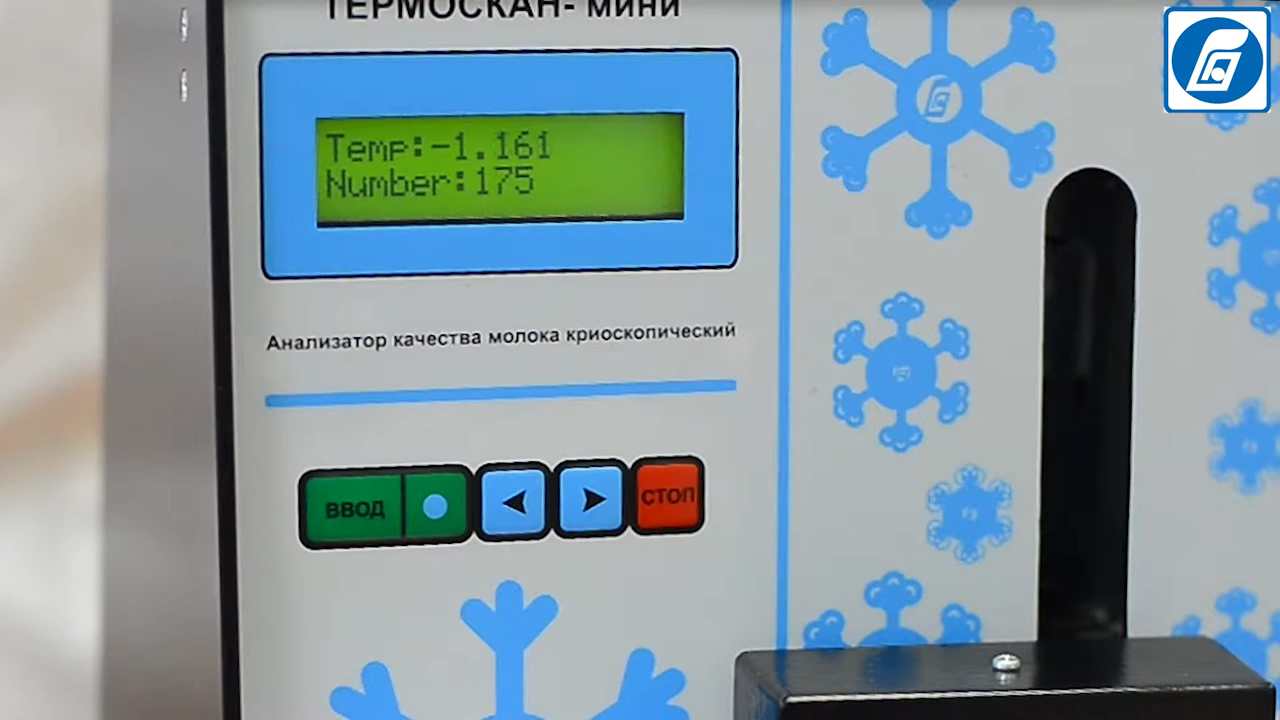 ТЕРМОСКАН- мини
Temp:-1.161
Number:175
Анализатор качества молока криоскопический
ВВОД
СТОП